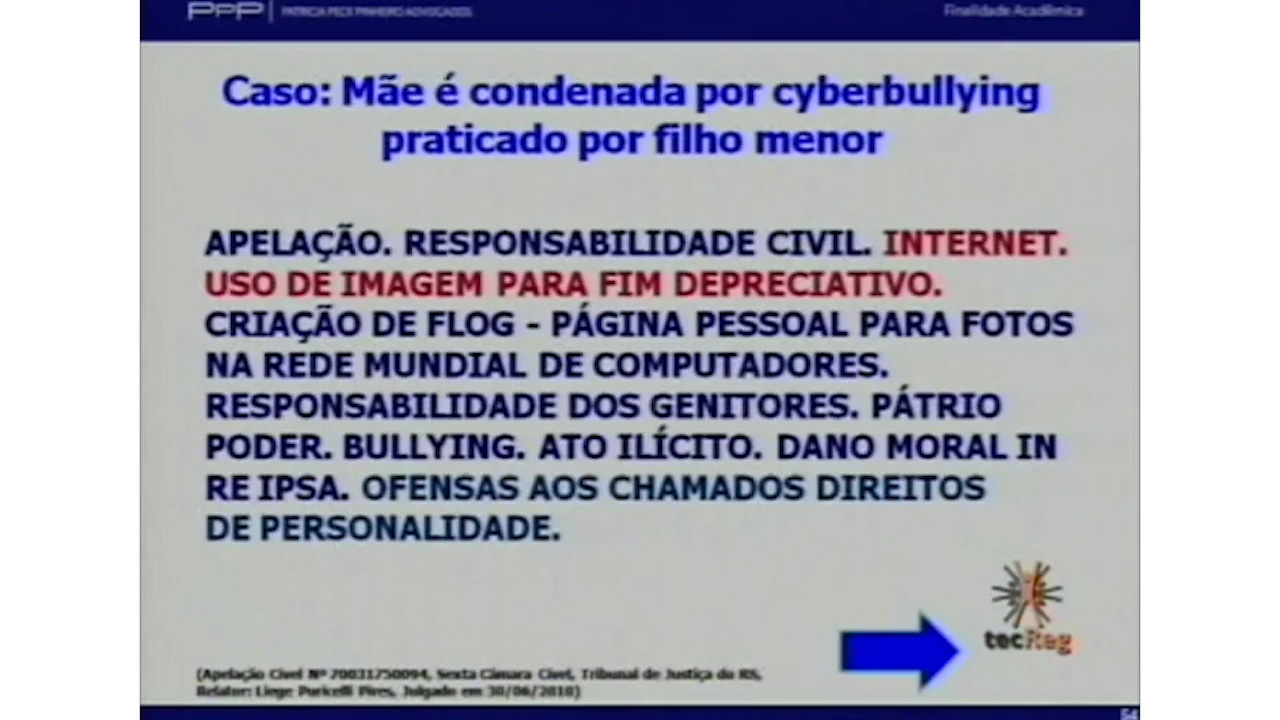 PPP | PATRICIA PECK PINHEIRO ADVOGADOS
Finalidade Acadêmica
Caso: Mãe é condenada por cyberbullying
praticado por filho menor
APELAÇÃO. RESPONSABILIDADE CIVIL. INTERNET.
USO DE IMAGEM PARA FIM DEPRECIATIVO.
CRIAÇÃO DE FLOG - PÁGINA PESSOAL PARA FOTOS
NA REDE MUNDIAL DE COMPUTADORES.
RESPONSABILIDADE DOS GENITORES. PÁTRIO
PODER. BULLYING. ATO ILÍCITO. DANO MORAL IN
RE IPSA. OFENSAS AOS CHAMADOS DIREITOS
DE PERSONALIDADE.
tecReg
(Apelação Cível Nº 70031750094, Sexta Câmara Cível, Tribunal de Justiça do RS,
Relator: Liege Puricelli Pires, Julgado em 30/06/2010)